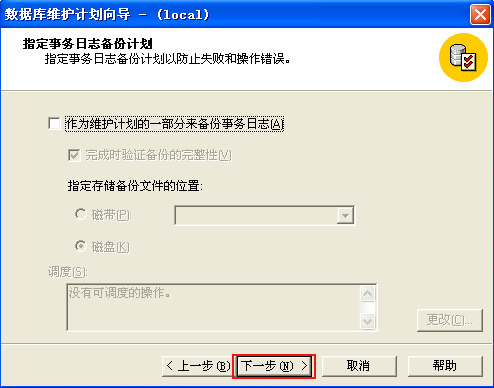 数据库维护计划向导 - (local)
指定事务日志备份计划
指定事务日志备份计划以防止失败和操作错误。
作为维护计划的一部分来备份事务日志(A)
完成时验证备份的完整性(V)
指定存储备份文件的位置:
磁带(P):
磁盘(K)
调度(S):
没有可调度的操作。
更改(C)...
< 上一步(B) 下一步(N) > 取消 帮助